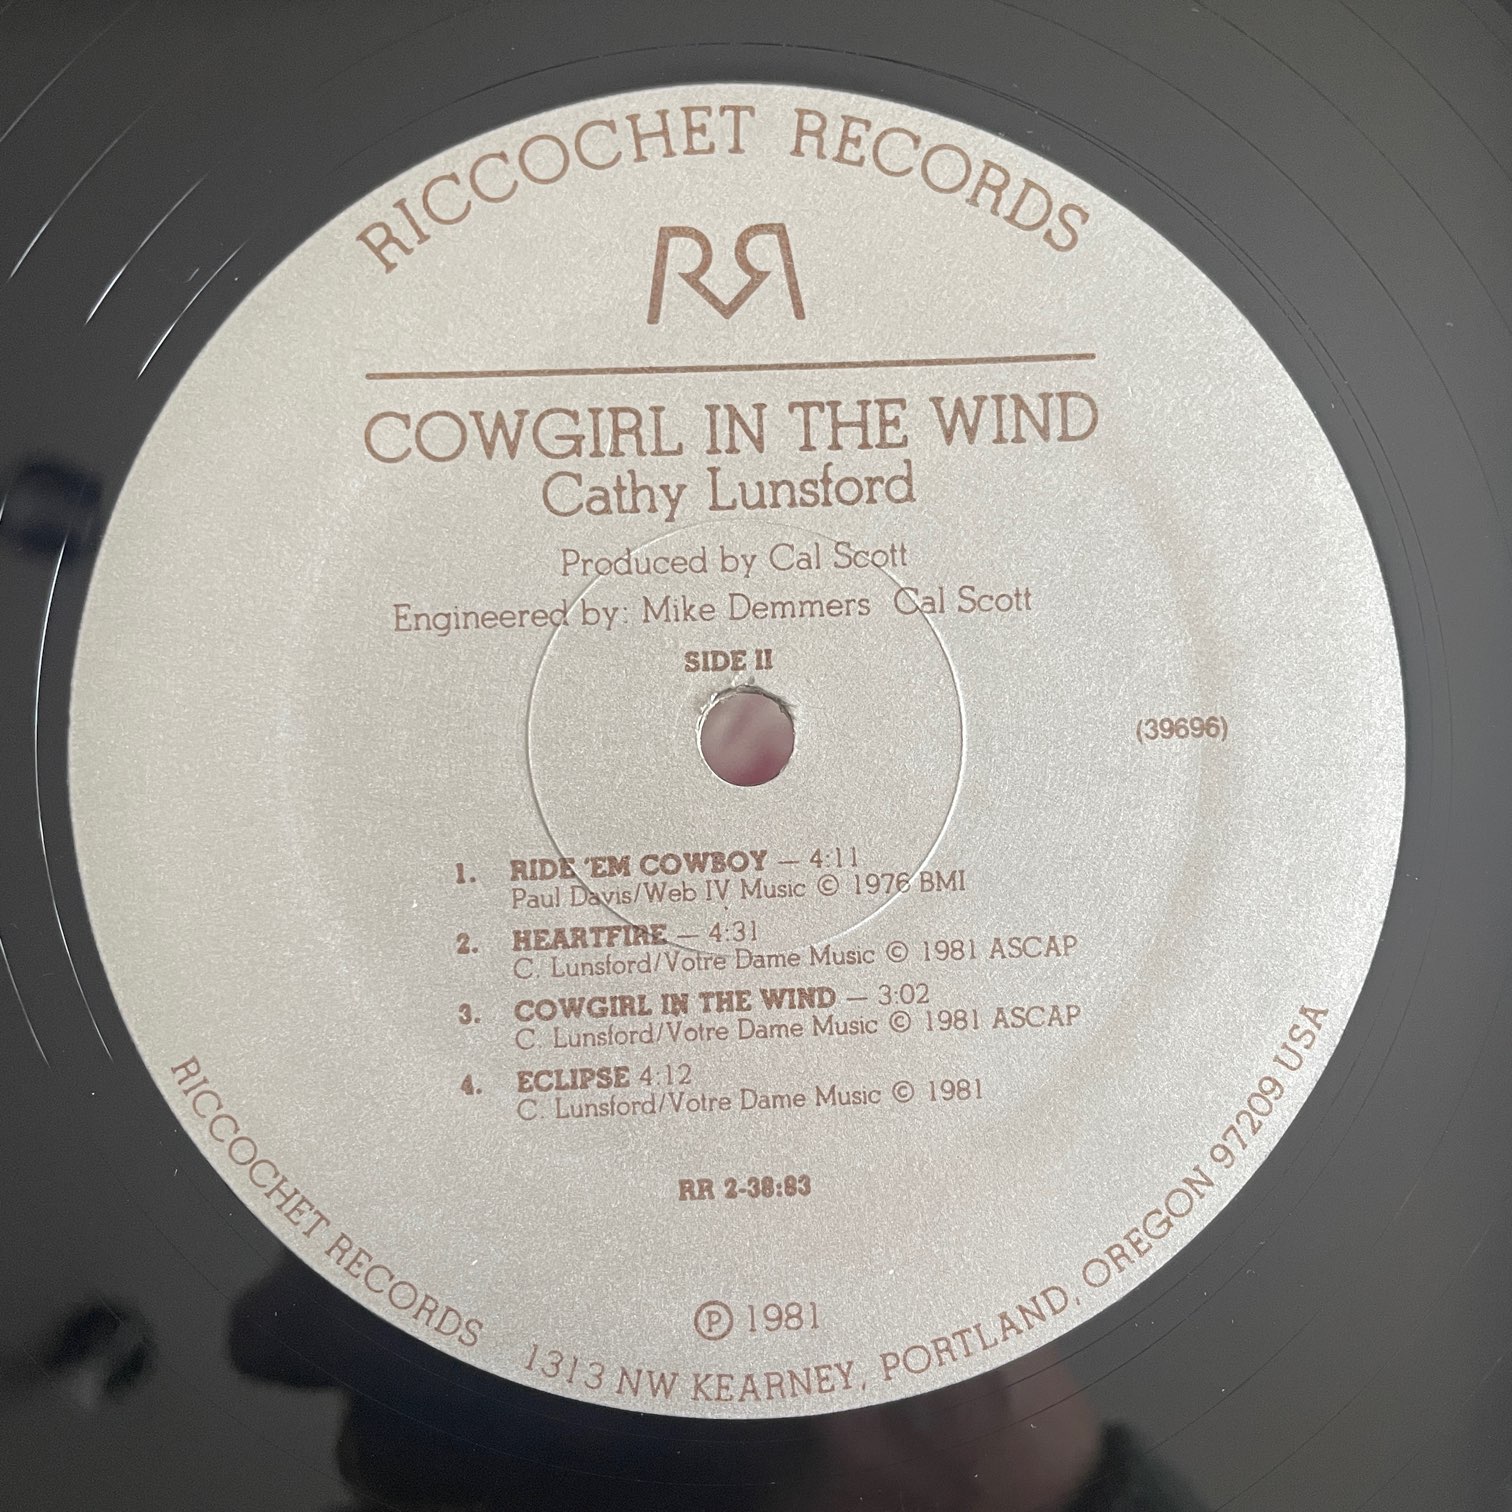 RICCOCHET RECORDS
RR
COWGIRL IN THE WIND
Cathy Lunsford
Produced by Cal Scott
Engineered by: Mike Demmers Cal Scott
SIDE II
(39696)
1. RIDE 'EM COWBOY — 4:11
Paul Davis/Web IV Music © 1976 BMI
2. HEARTFIRE — 4:31
C. Lunsford/Votre Dame Music © 1981 ASCAP
3. COWGIRL IN THE WIND — 3:02
C. Lunsford/Votre Dame Music © 1981 ASCAP
4. ECLIPSE 4:12
C. Lunsford/Votre Dame Music © 1981
RR 2-38:83
℗ 1981
RICCOCHET RECORDS 1313 NW KEARNEY, PORTLAND, OREGON 97209 USA